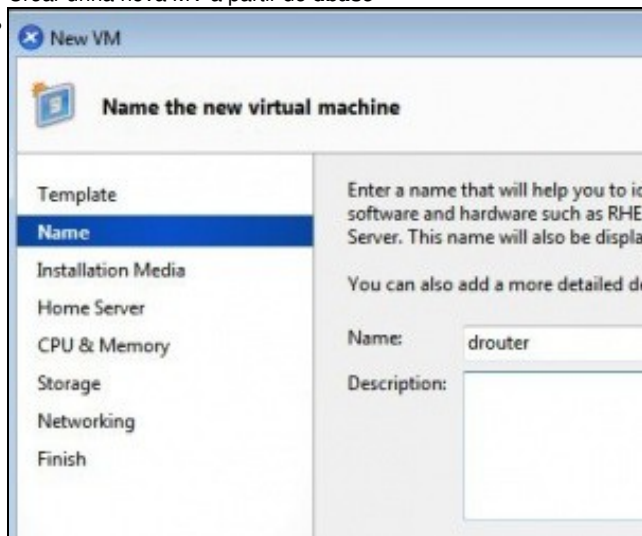 New VM
Name the new virtual machine
Template
Name
Installation Media
Home Server
CPU & Memory
Storage
Networking
Finish
Enter a name that will help you to
software and hardware such as RHE
Server. This name will also be displa
You can also add a more detailed
Name: drouter
Description: